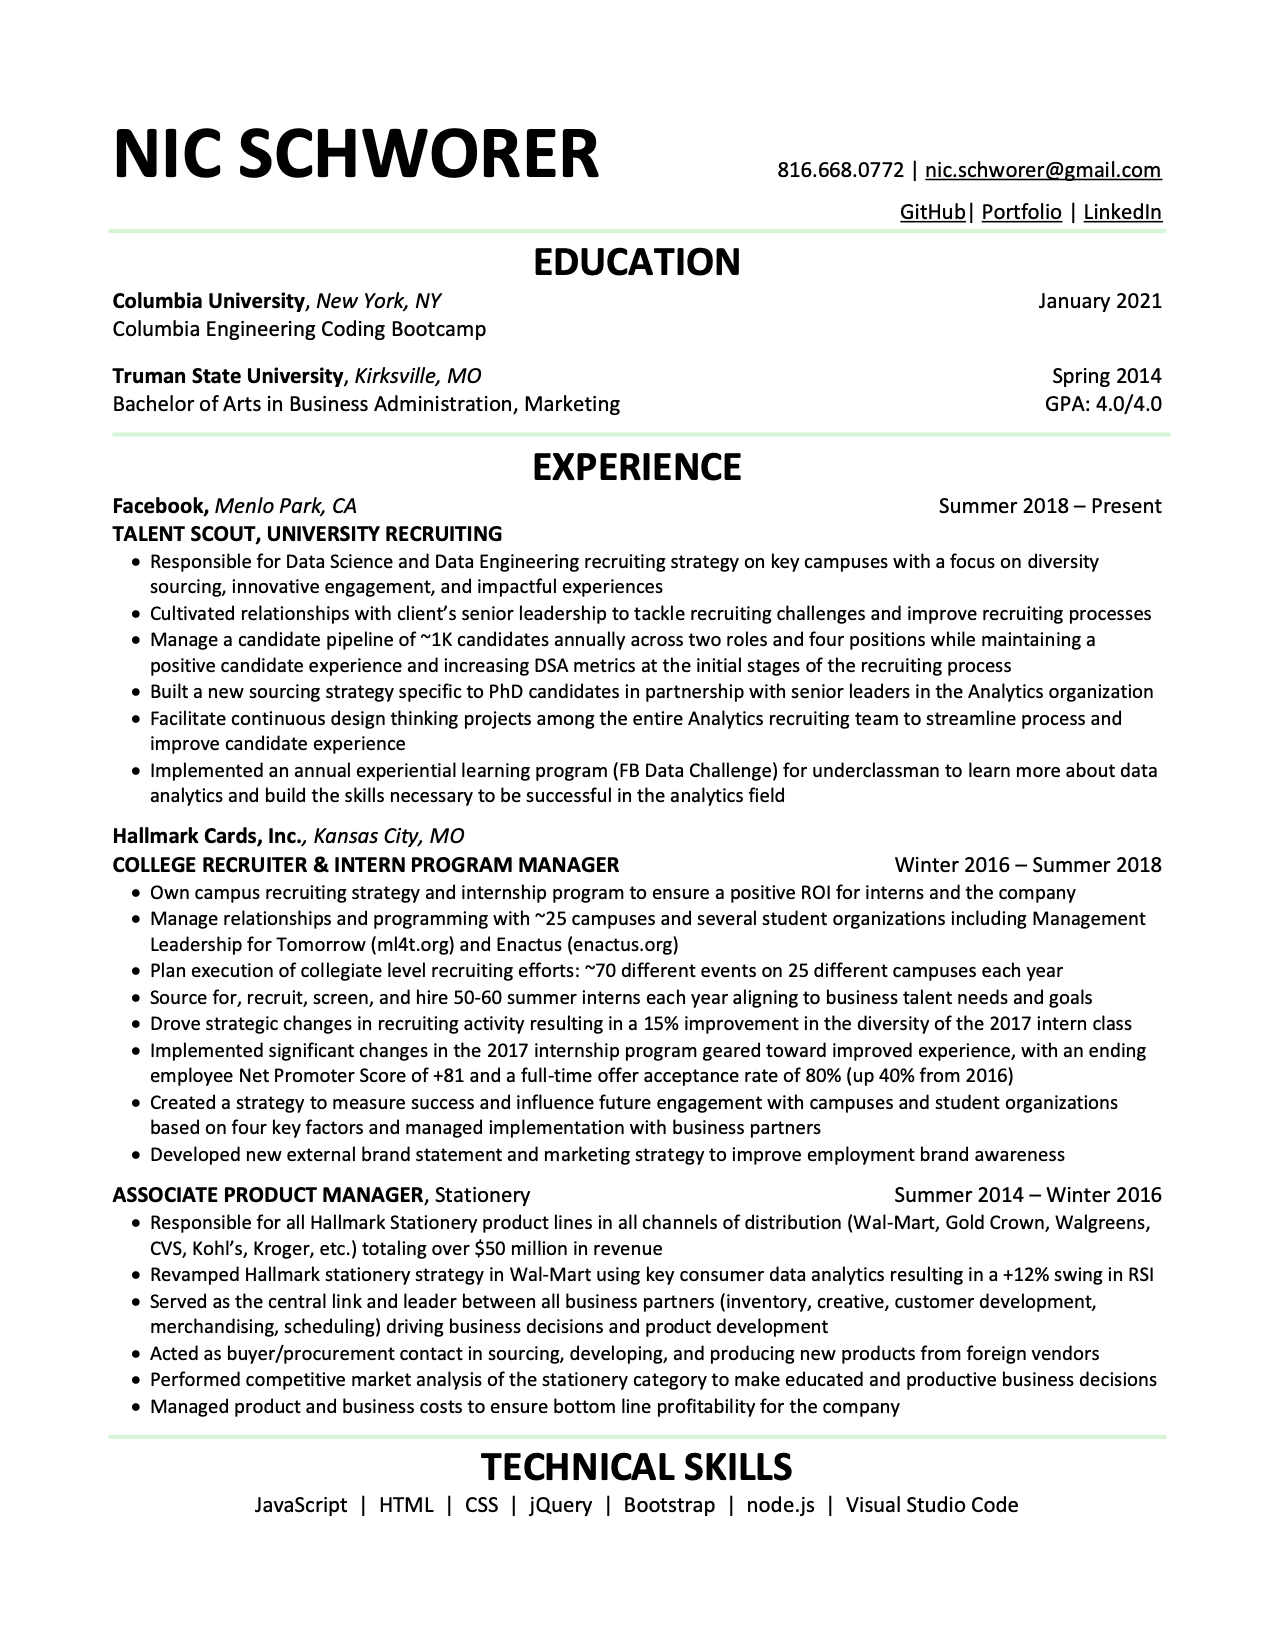 NIC SCHWORER
816.668.0772 | nic.schworer@gmail.com
GitHub| Portfolio | LinkedIn
EDUCATION
Columbia University, New York, NY January 2021
Columbia Engineering Coding Bootcamp
Truman State University, Kirksville, MO Spring 2014
Bachelor of Arts in Business Administration, Marketing GPA: 4.0/4.0
EXPERIENCE
Facebook, Menlo Park, CA Summer 2018 – Present
TALENT SCOUT, UNIVERSITY RECRUITING
• Responsible for Data Science and Data Engineering recruiting strategy on key campuses with a focus on diversity
sourcing, innovative engagement, and impactful experiences
• Cultivated relationships with client's senior leadership to tackle recruiting challenges and improve recruiting processes
• Manage a candidate pipeline of ~1K candidates annually across two roles and four positions while maintaining a
positive candidate experience and increasing DSA metrics at the initial stages of the recruiting process
• Built a new sourcing strategy specific to PhD candidates in partnership with senior leaders in the Analytics organization
• Facilitate continuous design thinking projects among the entire Analytics recruiting team to streamline process and
improve candidate experience
• Implemented an annual experiential learning program (FB Data Challenge) for underclassman to learn more about data
analytics and build the skills necessary to be successful in the analytics field
Hallmark Cards, Inc., Kansas City, MO
COLLEGE RECRUITER & INTERN PROGRAM MANAGER Winter 2016 – Summer 2018
• Own campus recruiting strategy and internship program to ensure a positive ROI for interns and the company
• Manage relationships and programming with ~25 campuses and several student organizations including Management
Leadership for Tomorrow (ml4t.org) and Enactus (enactus.org)
• Plan execution of collegiate level recruiting efforts: ~70 different events on 25 different campuses each year
• Source for, recruit, screen, and hire 50-60 summer interns each year aligning to business talent needs and goals
• Drove strategic changes in recruiting activity resulting in a 15% improvement in the diversity of the 2017 intern class
• Implemented significant changes in the 2017 internship program geared toward improved experience, with an ending
employee Net Promoter Score of +81 and a full-time offer acceptance rate of 80% (up 40% from 2016)
• Created a strategy to measure success and influence future engagement with campuses and student organizations
based on four key factors and managed implementation with business partners
• Developed new external brand statement and marketing strategy to improve employment brand awareness
ASSOCIATE PRODUCT MANAGER, Stationery Summer 2014 – Winter 2016
• Responsible for all Hallmark Stationery product lines in all channels of distribution (Wal-Mart, Gold Crown, Walgreens,
CVS, Kohl's, Kroger, etc.) totaling over $50 million in revenue
• Revamped Hallmark stationery strategy in Wal-Mart using key consumer data analytics resulting in a +12% swing in RSI
• Served as the central link and leader between all business partners (inventory, creative, customer development,
merchandising, scheduling) driving business decisions and product development
• Acted as buyer/procurement contact in sourcing, developing, and producing new products from foreign vendors
• Performed competitive market analysis of the stationery category to make educated and productive business decisions
• Managed product and business costs to ensure bottom line profitability for the company
TECHNICAL SKILLS
JavaScript | HTML | CSS | jQuery | Bootstrap | node.js | Visual Studio Code